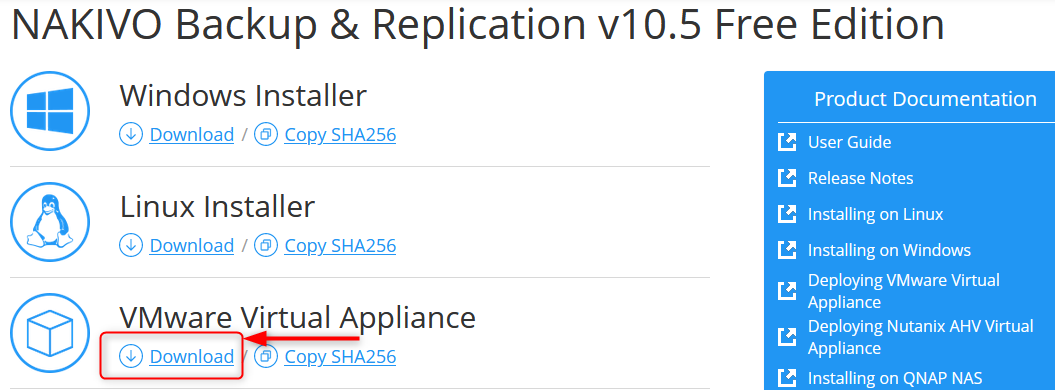 NAKIVO Backup & Replication v10.5 Free Edition
Windows Installer
Download / Copy SHA256
Linux Installer
Download / Copy SHA256
VMware Virtual Appliance
Download / Copy SHA256
Product Documentation
User Guide
Release Notes
Installing on Linux
Installing on Windows
Deploying VMware Virtual
Appliance
Deploying Nutanix AHV Virtual
Appliance
Installing on QNAP NAS